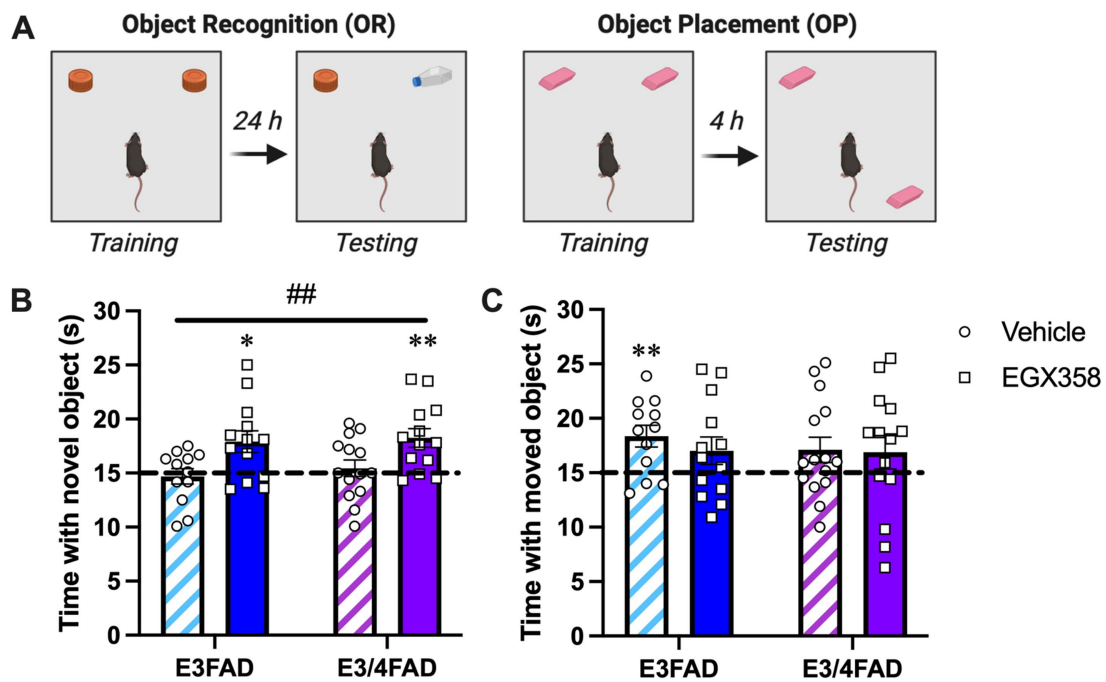 A
Object Recognition (OR)
Object Placement (OP)
24 h
4 h
Training
Testing
Training
Testing
B
Time with novel object (s)
30
25
20
15
10
5
0
##
*
**
E3FAD
E3/4FAD
C
Time with moved object (s)
30
25
20
15
10
5
0
**
E3FAD
E3/4FAD
Vehicle
EGX358